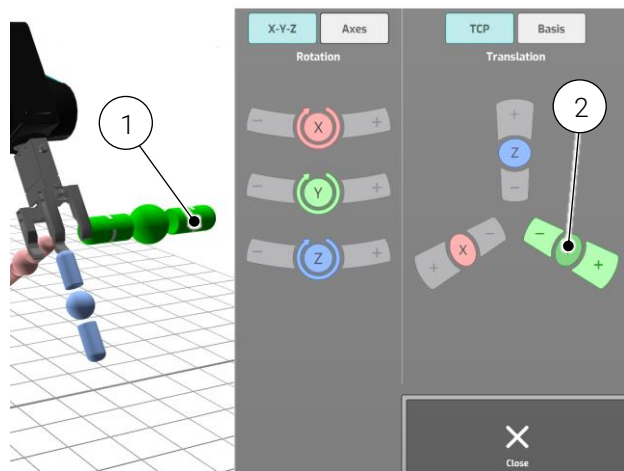 X-Y-Z Axes
Rotation
TCP Basis
Translation
1
2
− X +
− Y +
− Z +
+
Z
−
+ X −
− +
Close